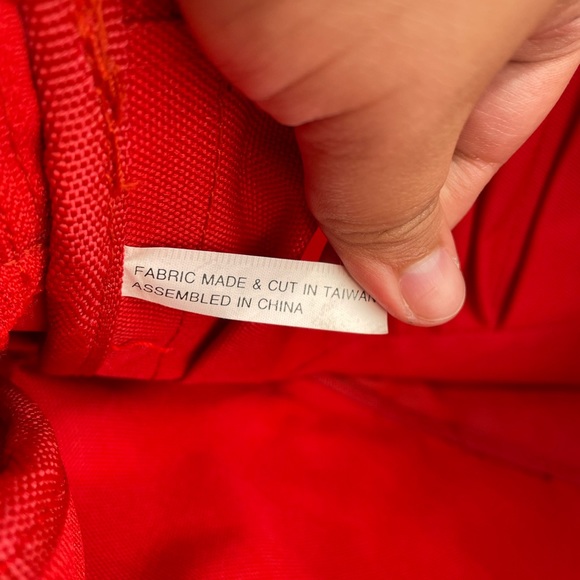 FABRIC MADE & CUT IN TAIWAN
ASSEMBLED IN CHINA